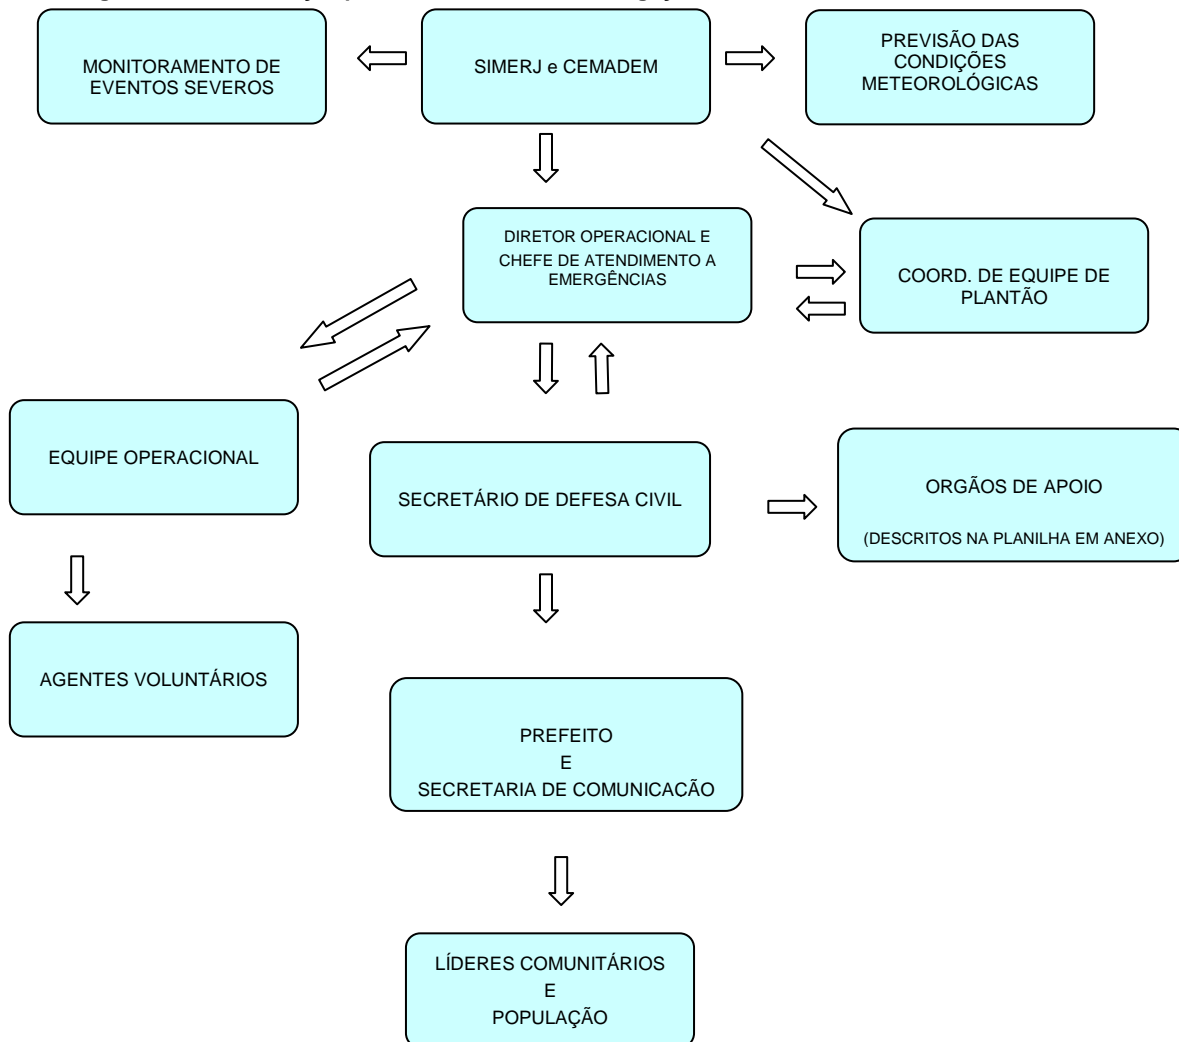 MONITORAMENTO DE
EVENTOS SEVEROS
SIMERJ e CEMADEM
PREVISÃO DAS
CONDIÇÕES
METEOROLÓGICAS
DIRETOR OPERACIONAL E
CHEFE DE ATENDIMENTO A
EMERGÊNCIAS
COORD. DE EQUIPE DE
PLANTÃO
EQUIPE OPERACIONAL
SECRETÁRIO DE DEFESA CIVIL
ORGÃOS DE APOIO
(DESCRITOS NA PLANILHA EM ANEXO)
AGENTES VOLUNTÁRIOS
PREFEITO
E
SECRETARIA DE COMUNICAÇÃO
LÍDERES COMUNITÁRIOS
E
POPULAÇÃO